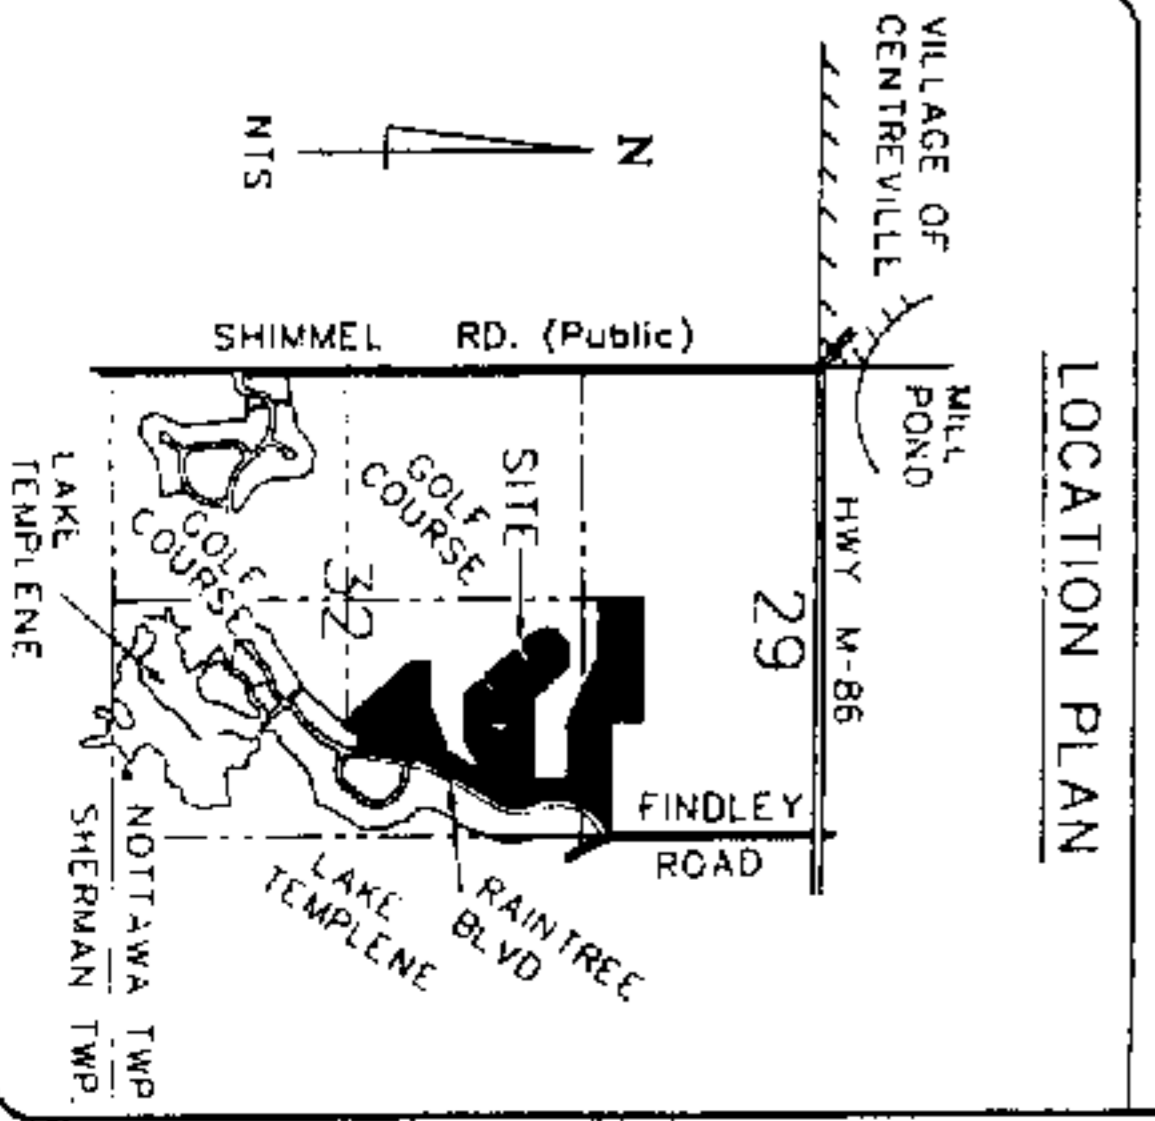 LOCATION PLAN
VILLAGE OF
CENTREVILLE
MILL
POND
HWY M-86
29
N
NTS
SHIMMEL RD. (Public)
FINDLEY
ROAD
SITE
GOLF
COURSE
32
RAINTREE
BLVD
LAKE
TEMPLENE
GOLF
COURSE
LAKE
TEMPLENE
NOTTAWA TWP
SHERMAN TWP.